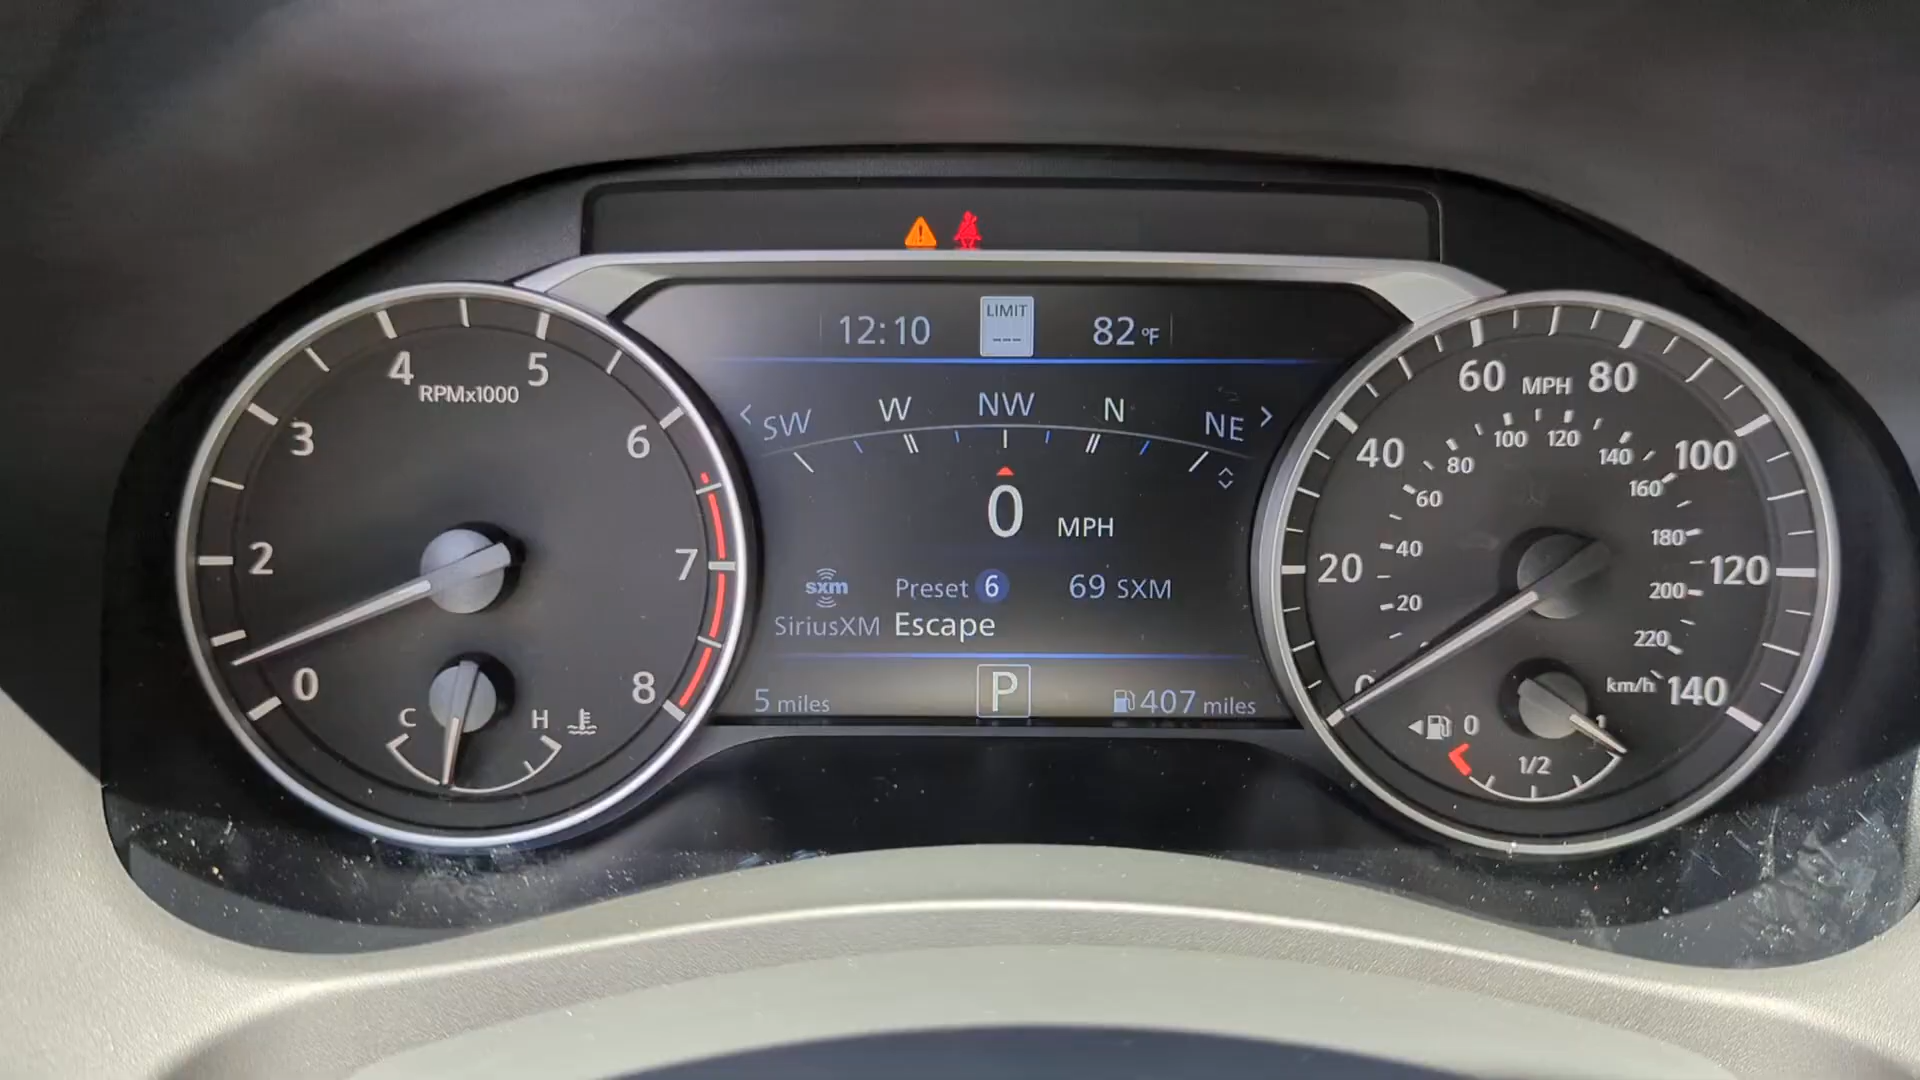 12:10
LIMIT
---
82 °F
SW W NW N NE
0 MPH
sxm Preset 6 69 SXM
SiriusXM Escape
5 miles P 407 miles
0 2 3 4 5 6 7 8
RPMx1000
C H
0 20 40 60 80 100 120 140
MPH
20 40 60 80 100 120 140 160 180 200 220
km/h
0 1/2 1